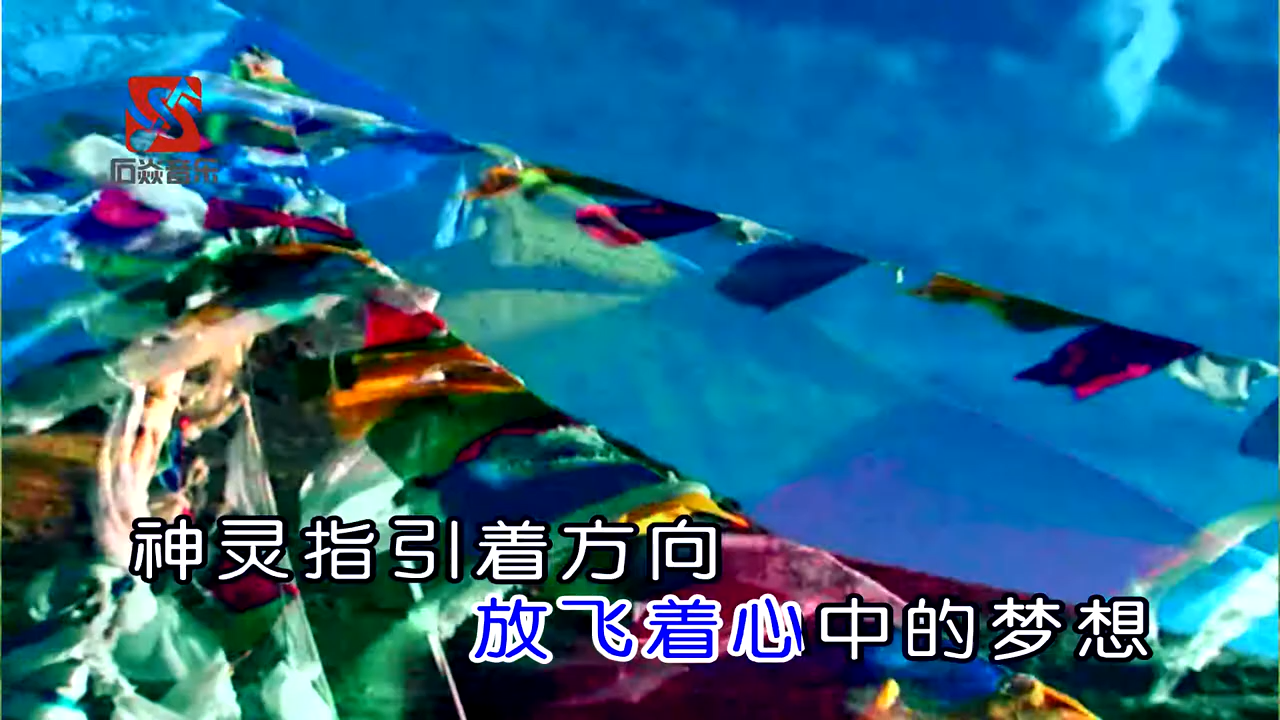 石焱音乐
神灵指引着方向
放飞着心中的梦想